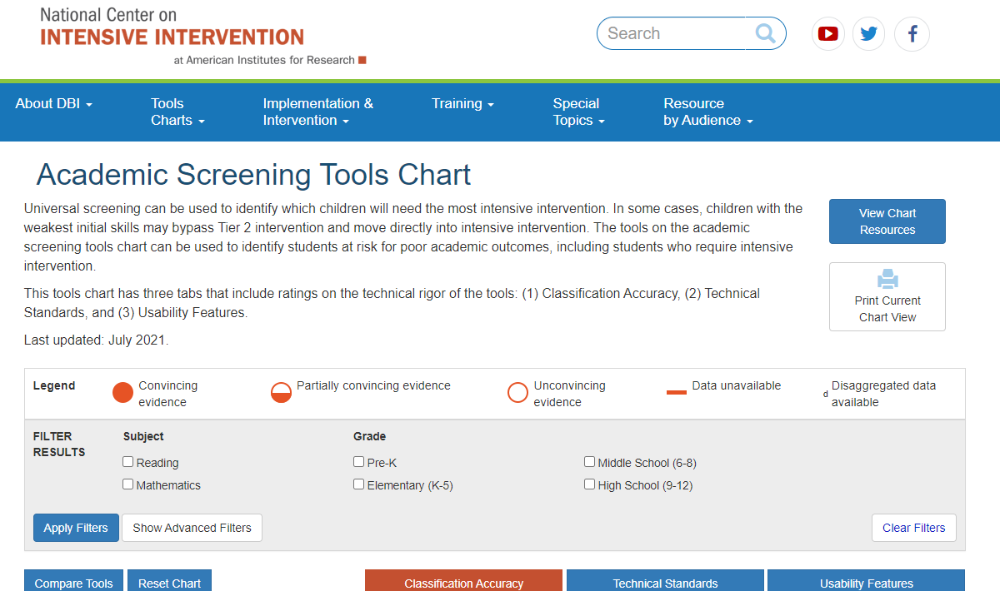 National Center on
INTENSIVE INTERVENTION
at American Institutes for Research
Search
About DBI
Tools
Charts
Implementation &
Intervention
Training
Special
Topics
Resource
by Audience
Academic Screening Tools Chart
Universal screening can be used to identify which children will need the most intensive intervention. In some cases, children with the
weakest initial skills may bypass Tier 2 intervention and move directly into intensive intervention. The tools on the academic
screening tools chart can be used to identify students at risk for poor academic outcomes, including students who require intensive
intervention.
This tools chart has three tabs that include ratings on the technical rigor of the tools: (1) Classification Accuracy, (2) Technical
Standards, and (3) Usability Features.
Last updated: July 2021.
View Chart
Resources
Print Current
Chart View
Legend
Convincing
evidence
Partially convincing evidence
Unconvincing
evidence
Data unavailable
d Disaggregated data
available
FILTER
RESULTS
Subject
Reading
Mathematics
Grade
Pre-K
Elementary (K-5)
Middle School (6-8)
High School (9-12)
Apply Filters
Show Advanced Filters
Clear Filters
Compare Tools
Reset Chart
Classification Accuracy
Technical Standards
Usability Features